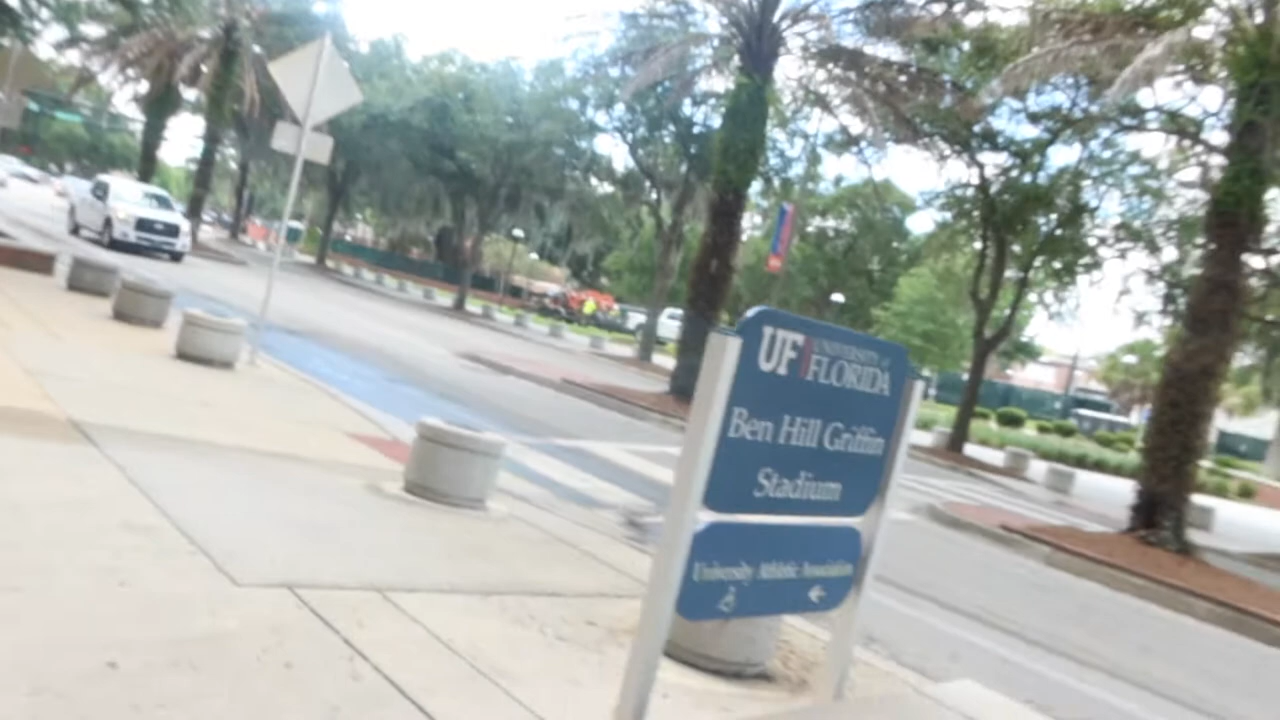 UF UNIVERSITY of
FLORIDA
Ben Hill Griffin
Stadium
University Athletic Association